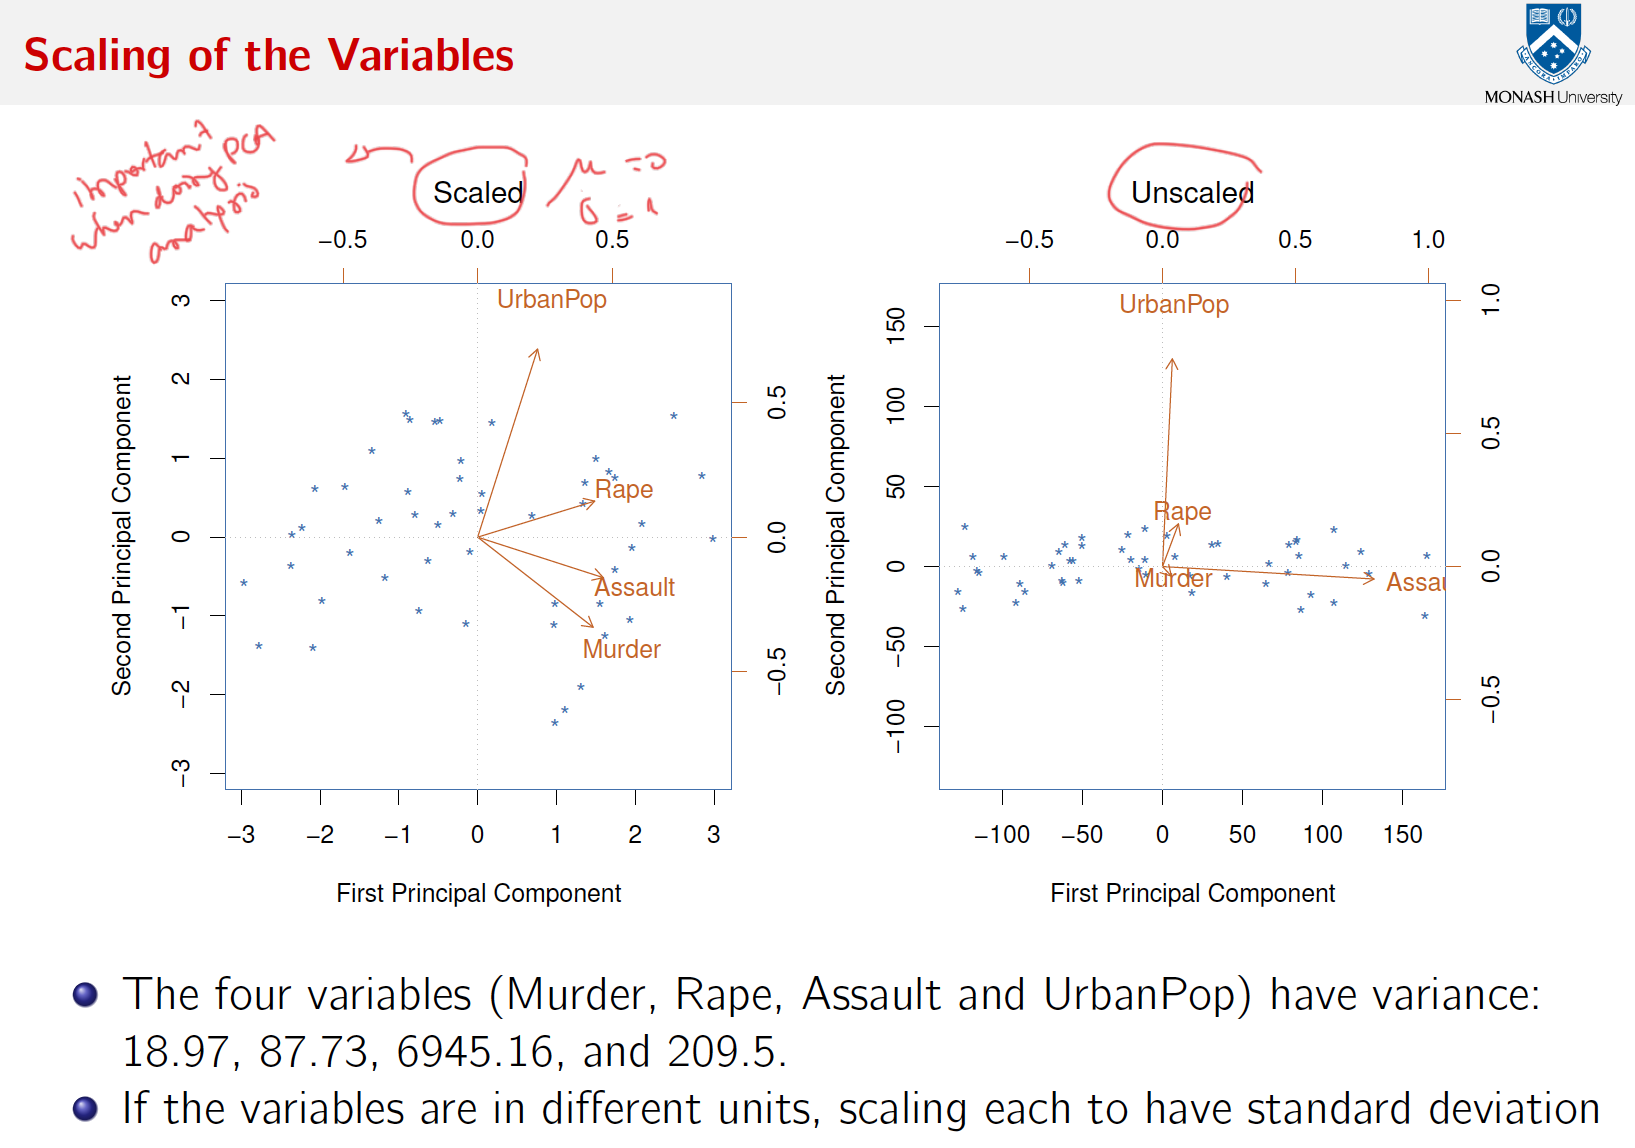 Scaling of the Variables
MONASH University
important
PCA
when doing
analysis
Scaled
μ = 0
σ = 1
Unscaled
−0.5 0.0 0.5
−0.5 0.0 0.5 1.0
UrbanPop
Rape
Assault
Murder
3
2
1
0
−1
−2
−3
0.5
0.0
−0.5
Second Principal Component
−3 −2 −1 0 1 2 3
First Principal Component
UrbanPop
Rape
Murder
Assau
150
100
50
0
−50
−100
1.0
0.5
0.0
−0.5
Second Principal Component
−100 −50 0 50 100 150
First Principal Component
The four variables (Murder, Rape, Assault and UrbanPop) have variance:
18.97, 87.73, 6945.16, and 209.5.
If the variables are in different units, scaling each to have standard deviation